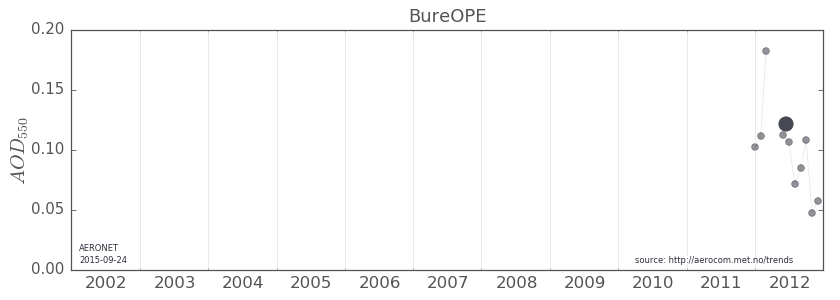 BureOPE
0.20
0.15
0.10
0.05
0.00
AOD550
AERONET
2015-09-24
source: http://aerocom.met.no/trends
2002 2003 2004 2005 2006 2007 2008 2009 2010 2011 2012